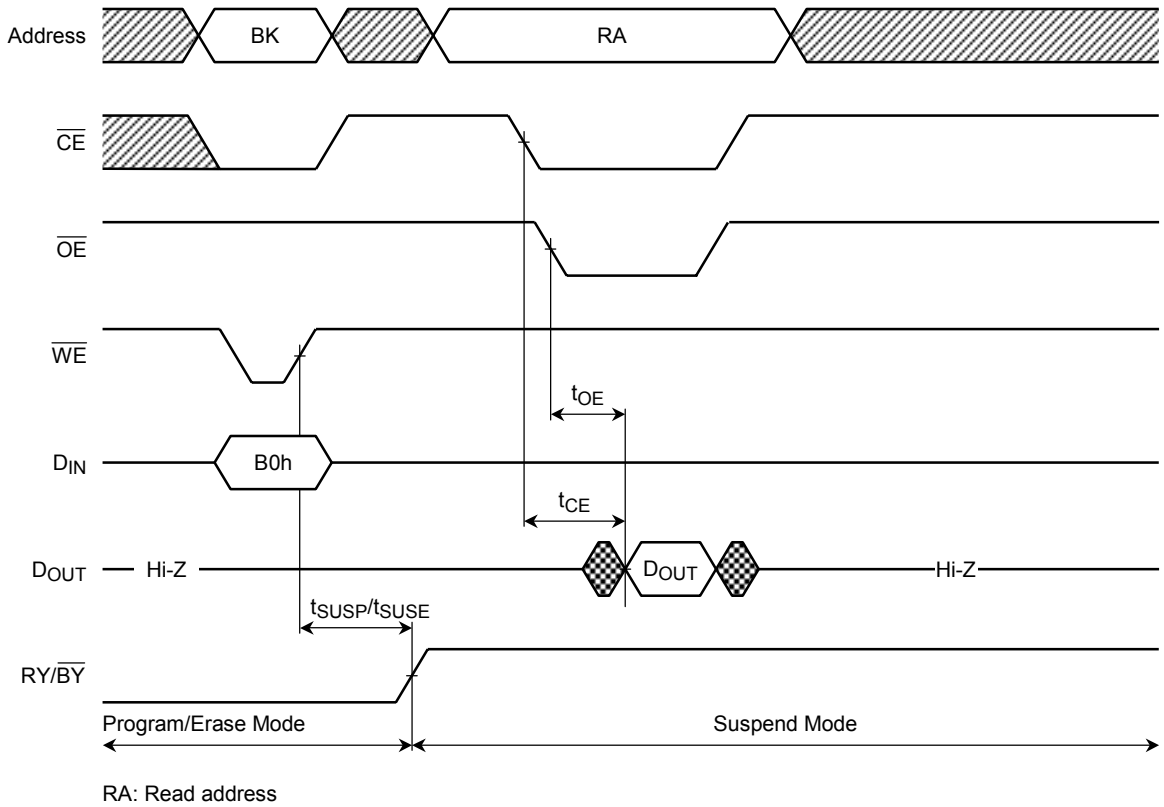 Address BK RA
CE
OE
WE
tOE
DIN B0h
tCE
DOUT Hi-Z DOUT Hi-Z
tSUSP/tSUSE
RY/BY
Program/Erase Mode Suspend Mode
RA: Read address